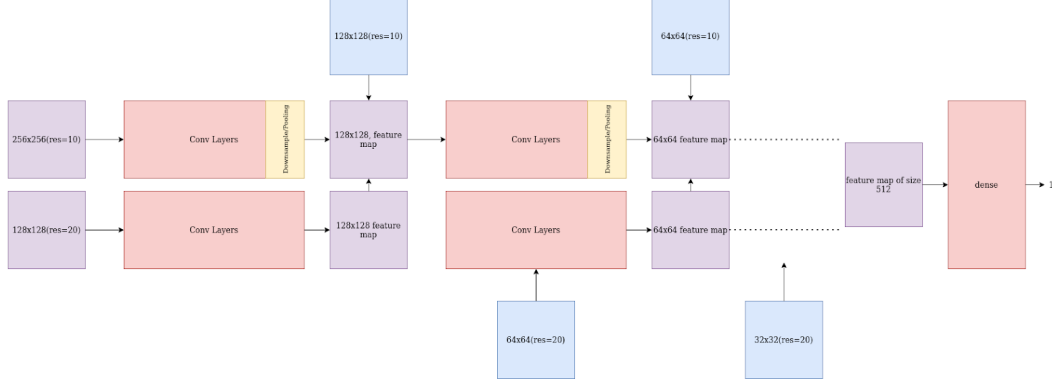 128x128(res=10)
64x64(res=10)
256x256(res=10)
Conv Layers
Downsample/Pooling
128x128, feature
map
Conv Layers
Downsample/Pooling
64x64 feature map
feature map of size
512
dense
1
128x128(res=20)
Conv Layers
128x128 feature
map
Conv Layers
64x64 feature map
64x64(res=20)
32x32(res=20)